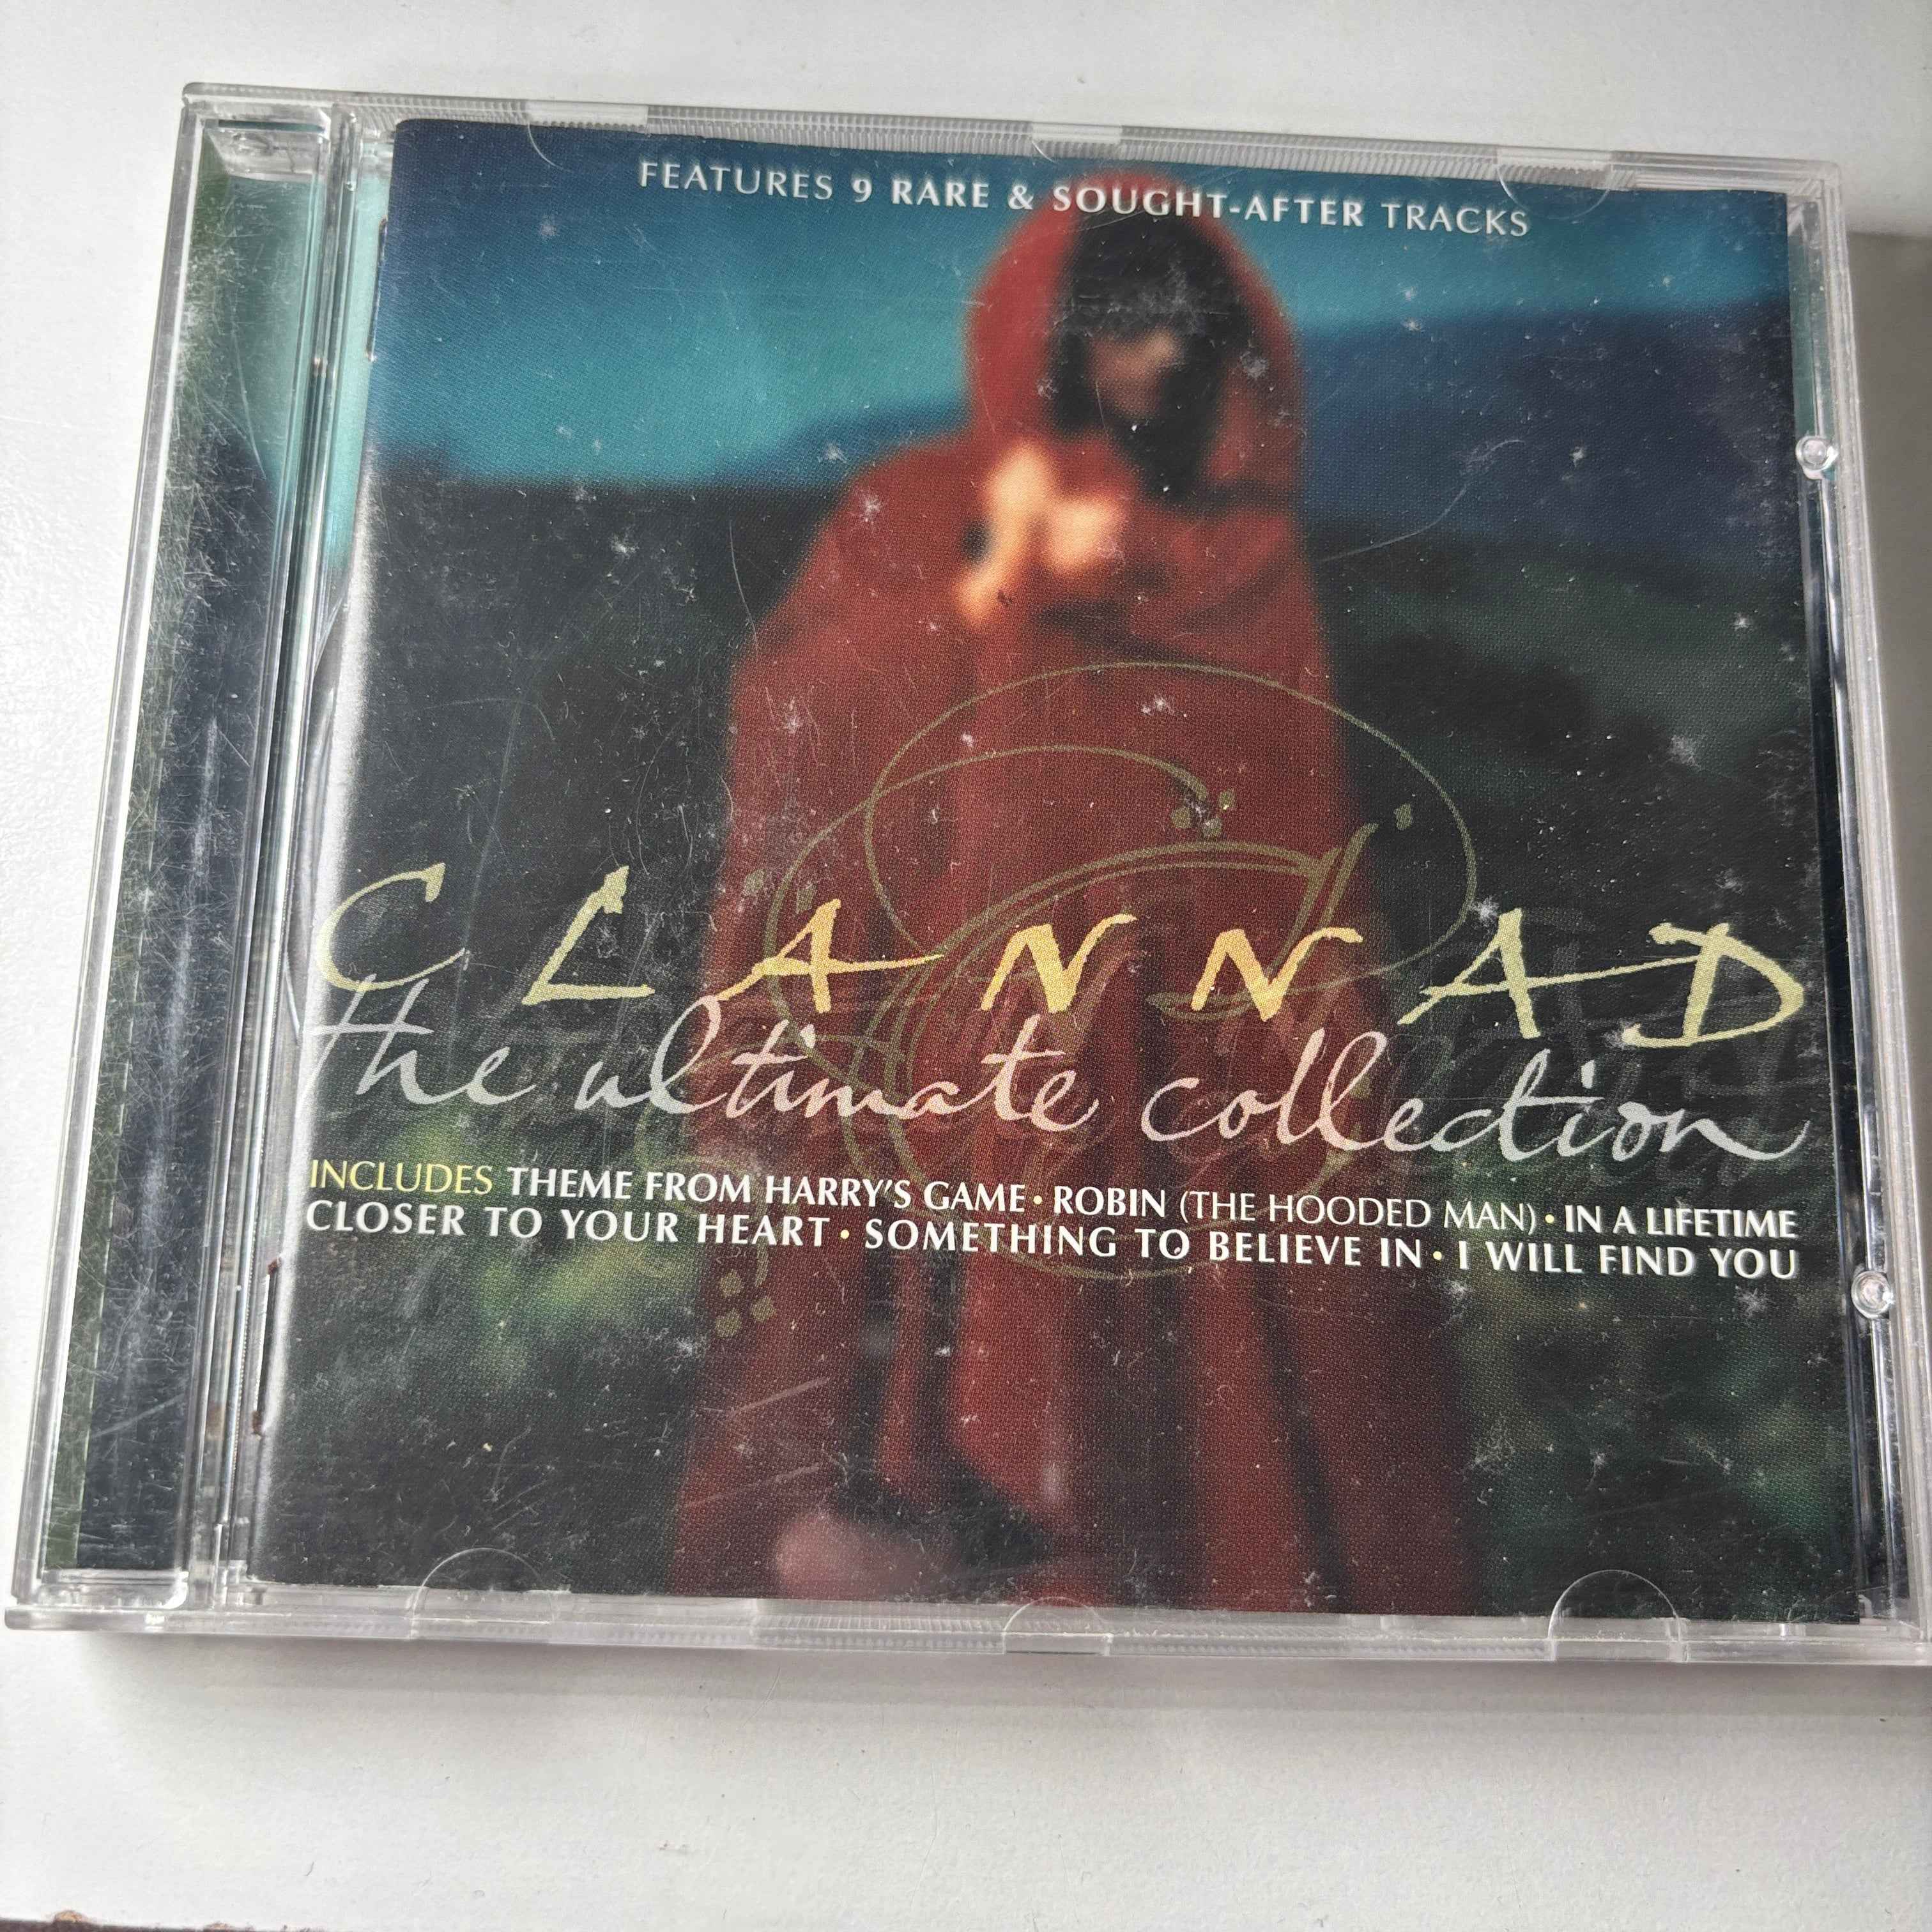 FEATURES 9 RARE & SOUGHT-AFTER TRACKS
CLANNAD
the ultimate collection
INCLUDES THEME FROM HARRY'S GAME • ROBIN (THE HOODED MAN) • IN A LIFETIME
CLOSER TO YOUR HEART • SOMETHING TO BELIEVE IN • I WILL FIND YOU